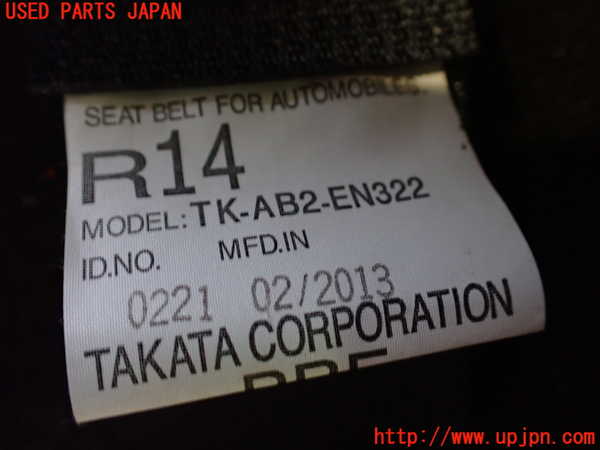 USED PARTS JAPAN
SEAT BELT FOR AUTOMOBILES
R14
MODEL: TK-AB2-EN322
ID.NO. MFD.IN
0221 02/2013
TAKATA CORPORATION
http://www.upjpn.com/